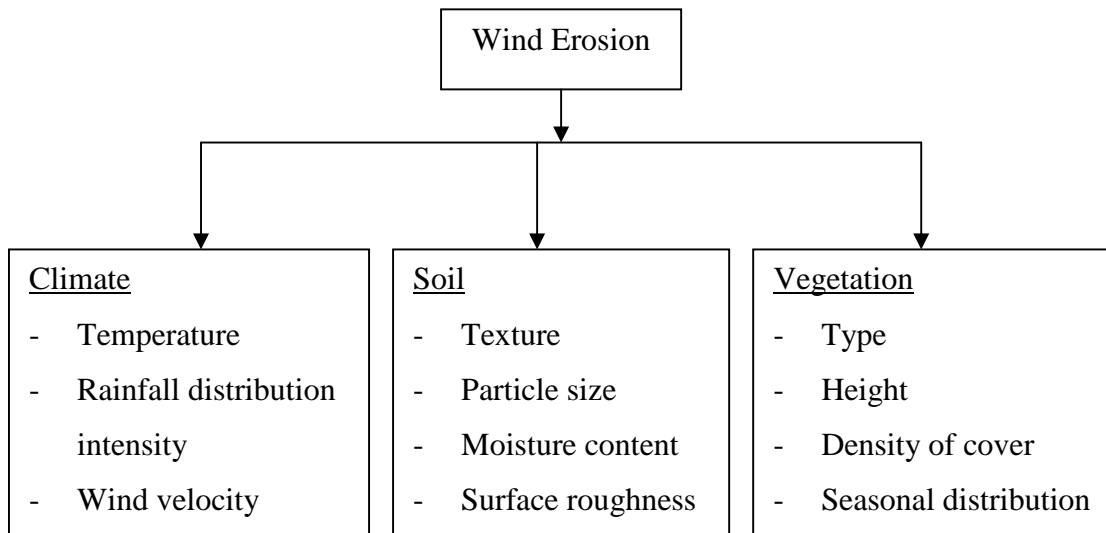 Wind Erosion
Climate
- Temperature
- Rainfall distribution
intensity
- Wind velocity
Soil
- Texture
- Particle size
- Moisture content
- Surface roughness
Vegetation
- Type
- Height
- Density of cover
- Seasonal distribution